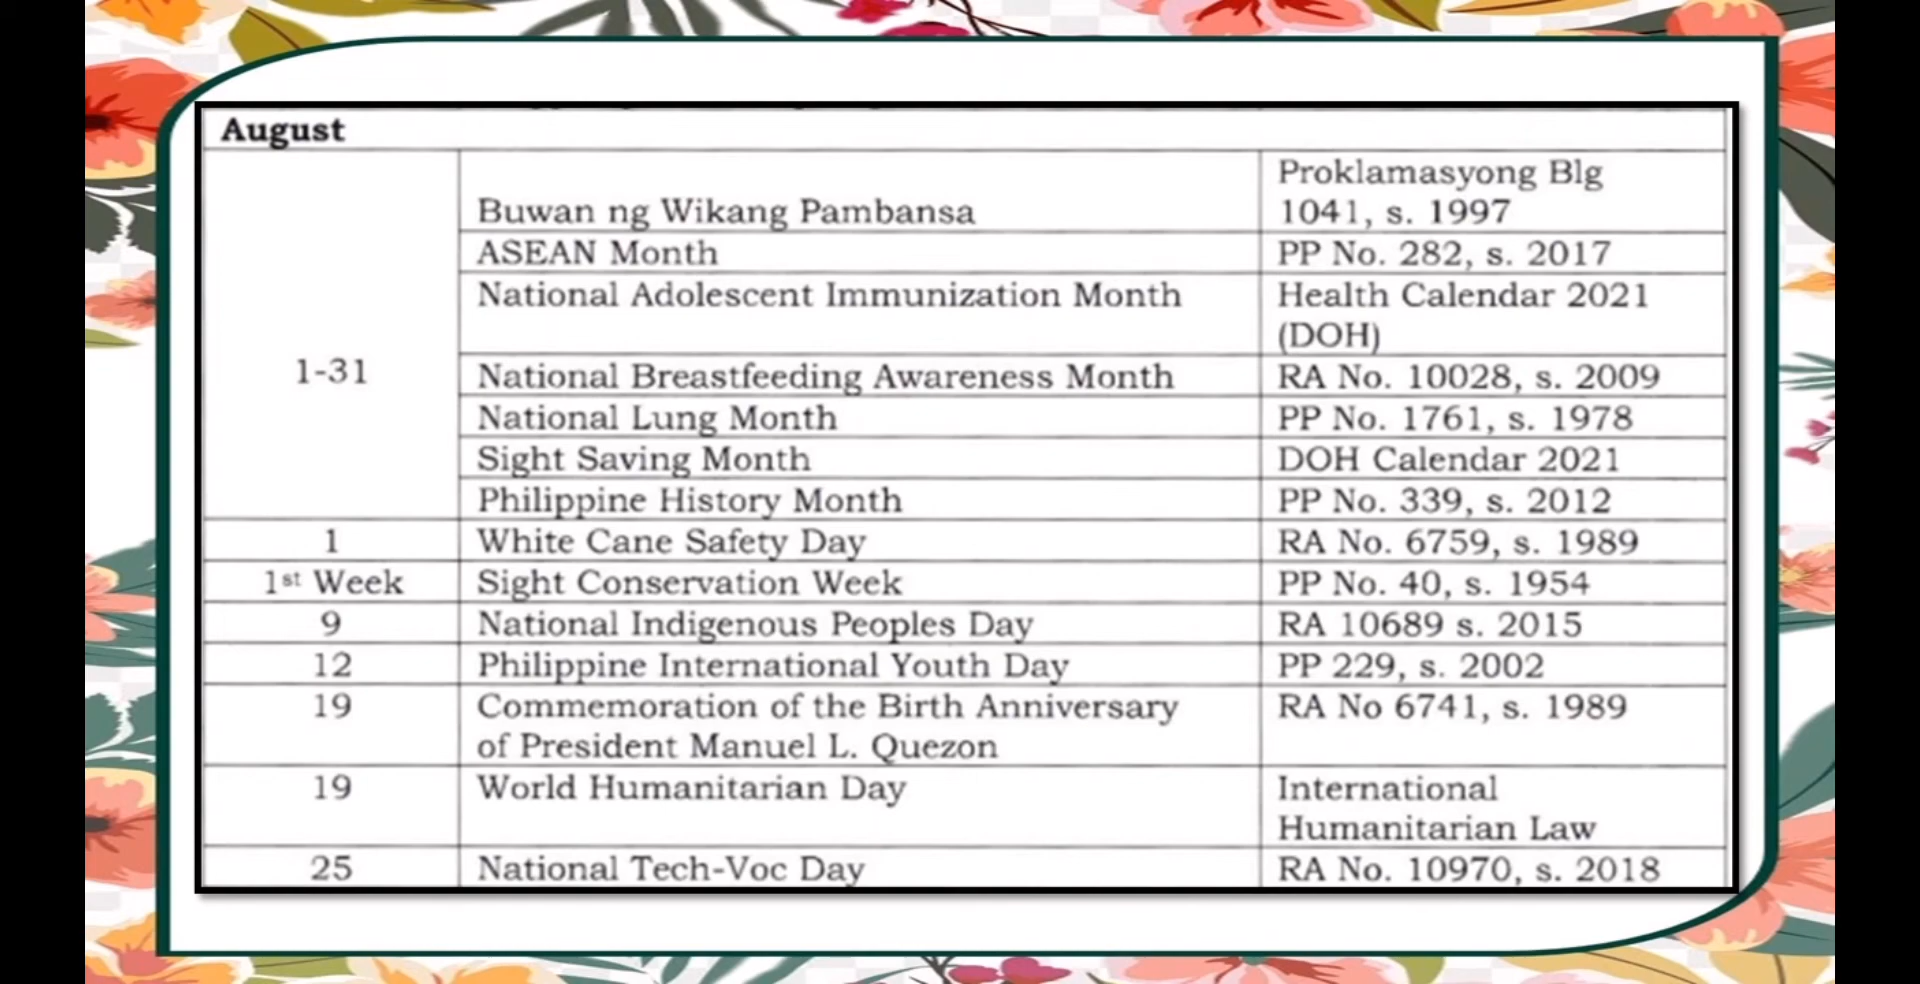 August
1-31
Buwan ng Wikang Pambansa
Proklamasyong Blg
1041, s. 1997
ASEAN Month
PP No. 282, s. 2017
National Adolescent Immunization Month
Health Calendar 2021
(DOH)
National Breastfeeding Awareness Month
RA No. 10028, s. 2009
National Lung Month
PP No. 1761, s. 1978
Sight Saving Month
DOH Calendar 2021
Philippine History Month
PP No. 339, s. 2012
1
White Cane Safety Day
RA No. 6759, s. 1989
1st Week
Sight Conservation Week
PP No. 40, s. 1954
9
National Indigenous Peoples Day
RA 10689 s. 2015
12
Philippine International Youth Day
PP 229, s. 2002
19
Commemoration of the Birth Anniversary
of President Manuel L. Quezon
RA No 6741, s. 1989
19
World Humanitarian Day
International
Humanitarian Law
25
National Tech-Voc Day
RA No. 10970, s. 2018